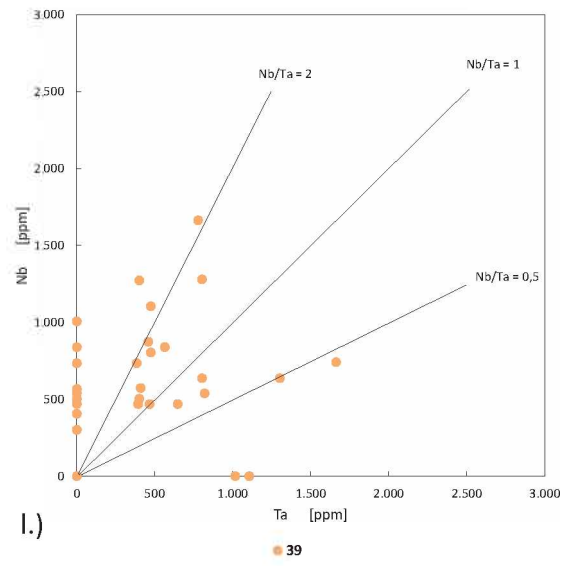 3.000
Nb/Ta = 2
Nb/Ta = 1
2.500
2.000
Nb [ppm]
1.500
Nb/Ta = 0,5
1.000
500
0
0 500 1.000 1.500 2.000 2.500 3.000
Ta [ppm]
I.)
39